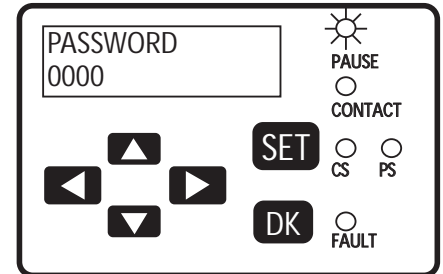 PASSWORD
0000
PAUSE
CONTACT
SET
CS PS
DK
FAULT